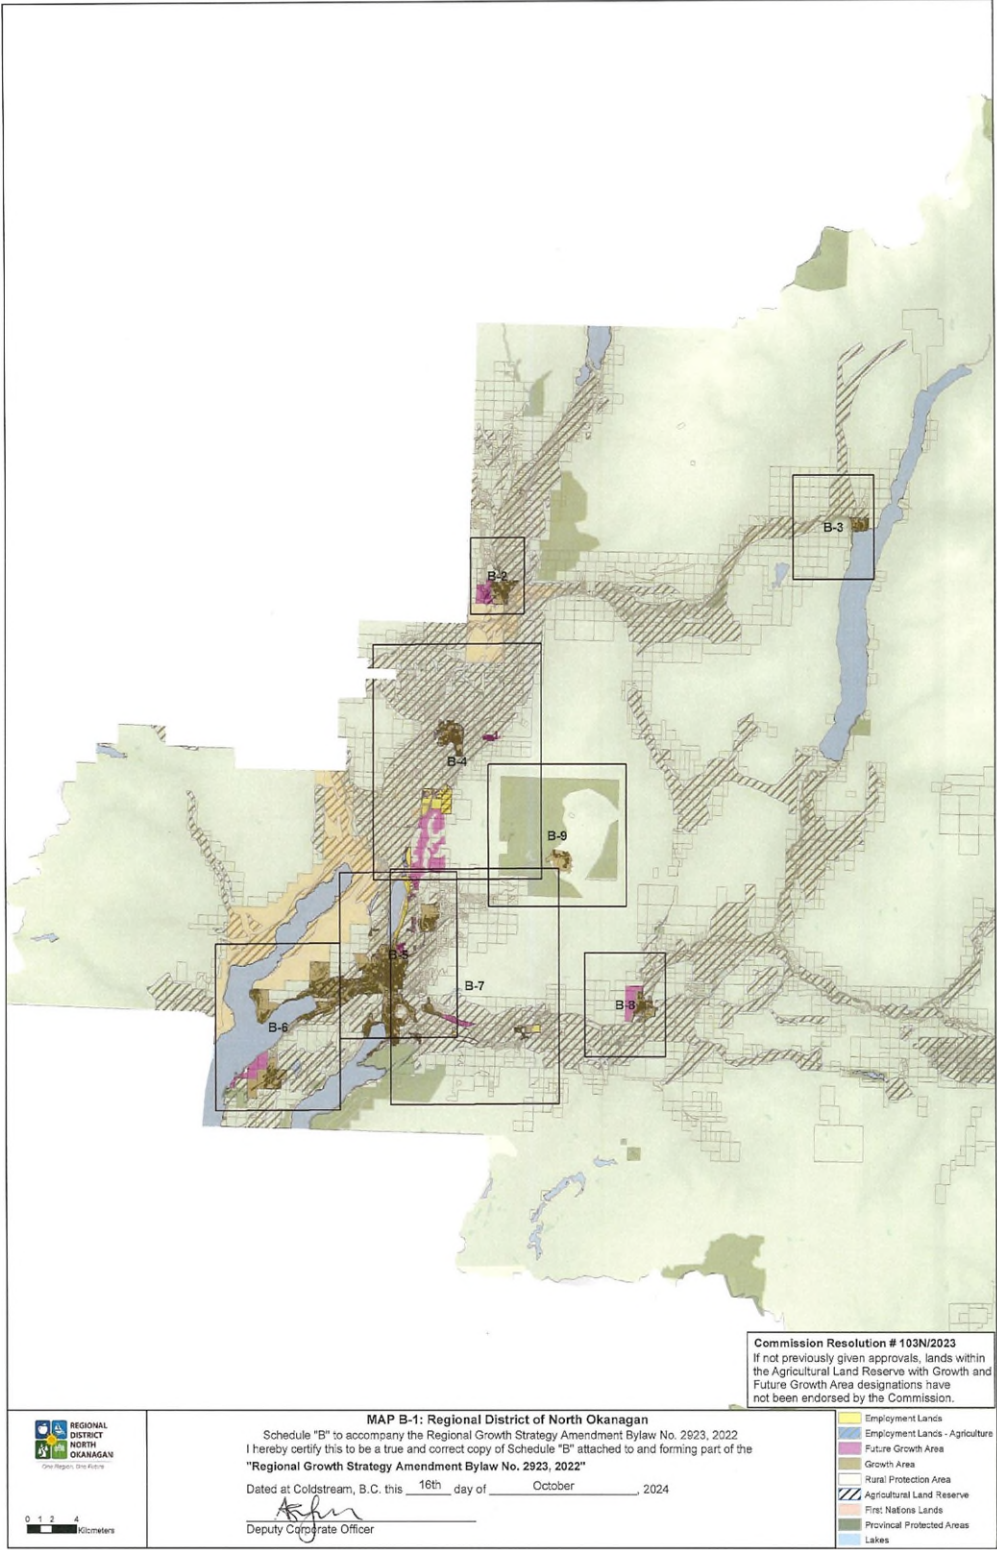 B-3
B-2
B-4
B-9
B-5
B-7
B-8
B-6
Commission Resolution # 103N/2023
If not previously given approvals, lands within
the Agricultural Land Reserve with Growth and
Future Growth Area designations have
not been endorsed by the Commission.
REGIONAL
DISTRICT
NORTH
OKANAGAN
One Region, One Future
0 1 2 4
Kilometers
MAP B-1: Regional District of North Okanagan
Schedule "B" to accompany the Regional Growth Strategy Amendment Bylaw No. 2923, 2022
I hereby certify this to be a true and correct copy of Schedule "B" attached to and forming part of the
"Regional Growth Strategy Amendment Bylaw No. 2923, 2022"
Dated at Coldstream, B.C. this 16th day of October, 2024
Deputy Corporate Officer
Employment Lands
Employment Lands - Agriculture
Future Growth Area
Growth Area
Rural Protection Area
Agricultural Land Reserve
First Nations Lands
Provincal Protected Areas
Lakes